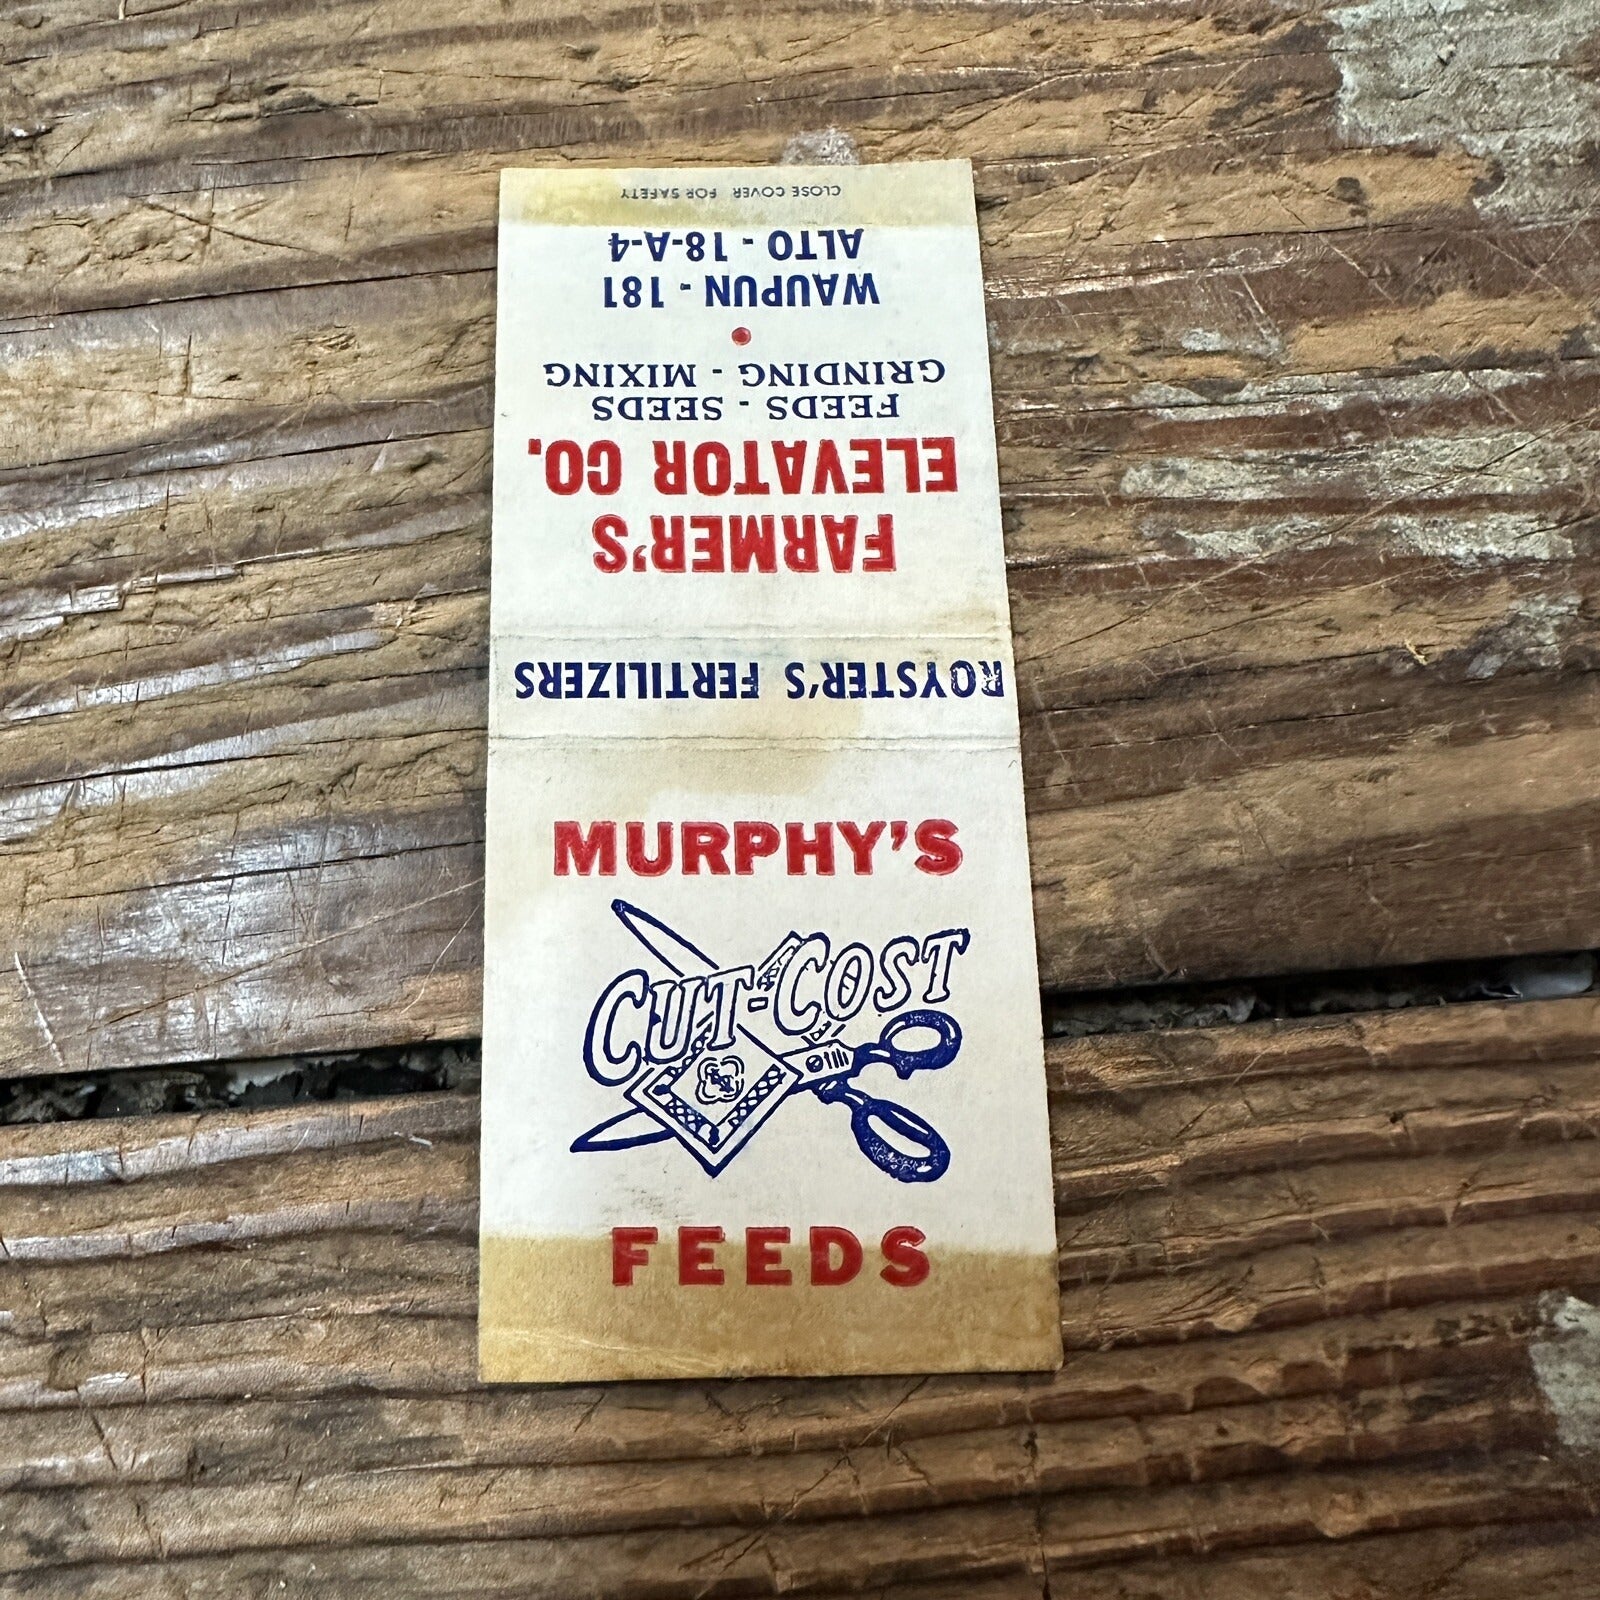 MURPHY'S
CUT-COST
FEEDS
ROYSTER'S FERTILIZERS
FARMER'S
ELEVATOR CO.
FEEDS - SEEDS
GRINDING - MIXING
WAUPUN - 181
ALTO - 18-A-4
CLOSE COVER FOR SAFETY